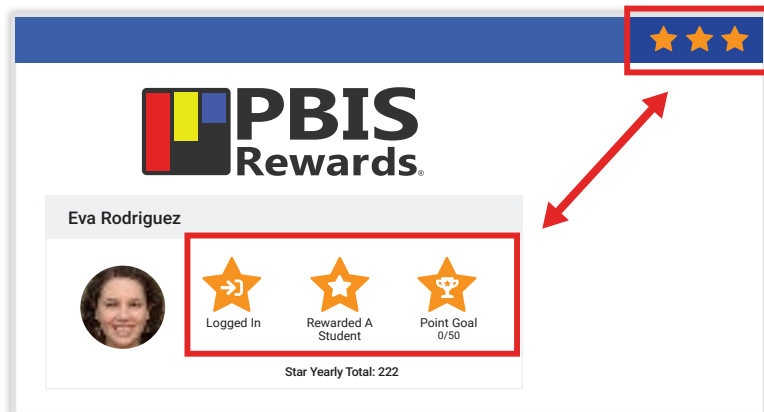 PBIS
Rewards®
Eva Rodriguez
Logged In
Rewarded A
Student
Point Goal
0/50
Star Yearly Total: 222